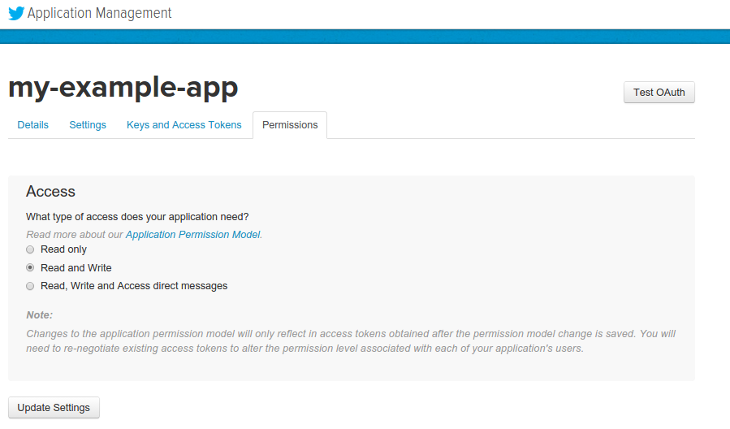 Application Management
my-example-app
Test OAuth
Details Settings Keys and Access Tokens Permissions
Access
What type of access does your application need?
Read more about our Application Permission Model.
Read only
Read and Write
Read, Write and Access direct messages
Note:
Changes to the application permission model will only reflect in access tokens obtained after the permission model change is saved. You will
need to re-negotiate existing access tokens to alter the permission level associated with each of your application's users.
Update Settings